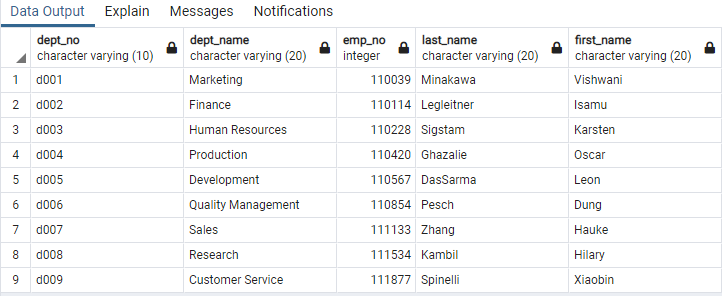 Data Output Explain Messages Notifications
dept_no dept_name emp_no last_name first_name
character varying (10) character varying (20) integer character varying (20) character varying (20)
1 d001 Marketing 110039 Minakawa Vishwani
2 d002 Finance 110114 Legleitner Isamu
3 d003 Human Resources 110228 Sigstam Karsten
4 d004 Production 110420 Ghazalie Oscar
5 d005 Development 110567 DasSarma Leon
6 d006 Quality Management 110854 Pesch Dung
7 d007 Sales 111133 Zhang Hauke
8 d008 Research 111534 Kambil Hilary
9 d009 Customer Service 111877 Spinelli Xiaobin